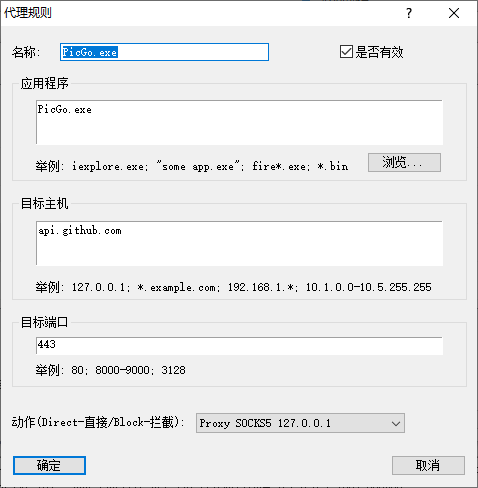 代理规则
名称: PicGo.exe 是否有效
应用程序
PicGo.exe
举例: iexplore.exe; "some app.exe"; fire*.exe; *.bin 浏览...
目标主机
api.github.com
举例: 127.0.0.1; *.example.com; 192.168.1.*; 10.1.0.0-10.5.255.255
目标端口
443
举例: 80; 8000-9000; 3128
动作(Direct-直接/Block-拦截): Proxy SOCKS5 127.0.0.1
确定 取消